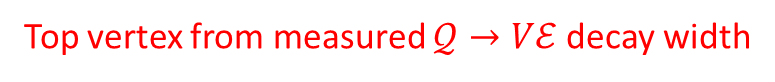 Top vertex from measured 𝒬 → 𝑉ℰ decay width